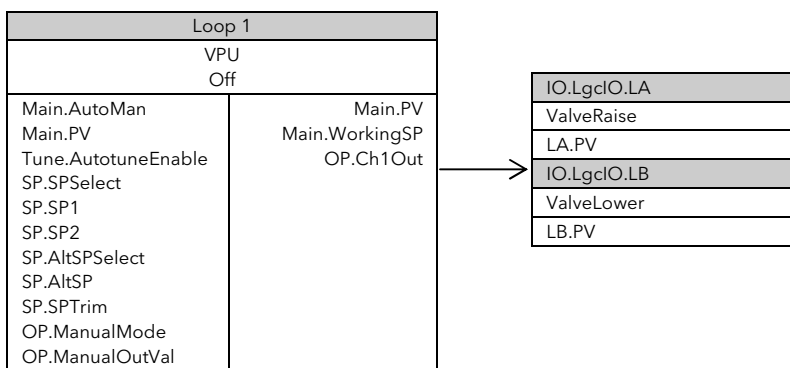 Loop 1
VPU
Off
Main.AutoMan
Main.PV
Tune.AutotuneEnable
SP.SPSelect
SP.SP1
SP.SP2
SP.AltSPSelect
SP.AltSP
SP.SPTrim
OP.ManualMode
OP.ManualOutVal
Main.PV
Main.WorkingSP
OP.Ch1Out
IO.LgcIO.LA
ValveRaise
LA.PV
IO.LgcIO.LB
ValveLower
LB.PV